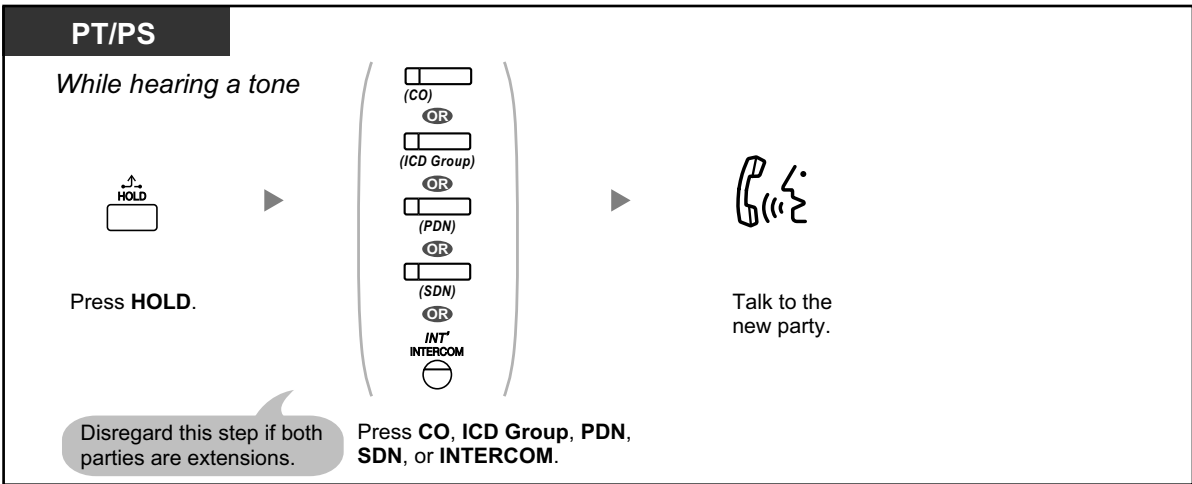 PT/PS
While hearing a tone
HOLD
Press HOLD.
(CO)
OR
(ICD Group)
OR
(PDN)
OR
(SDN)
OR
INT'
INTERCOM
Disregard this step if both
parties are extensions.
Press CO, ICD Group, PDN,
SDN, or INTERCOM.
Talk to the
new party.